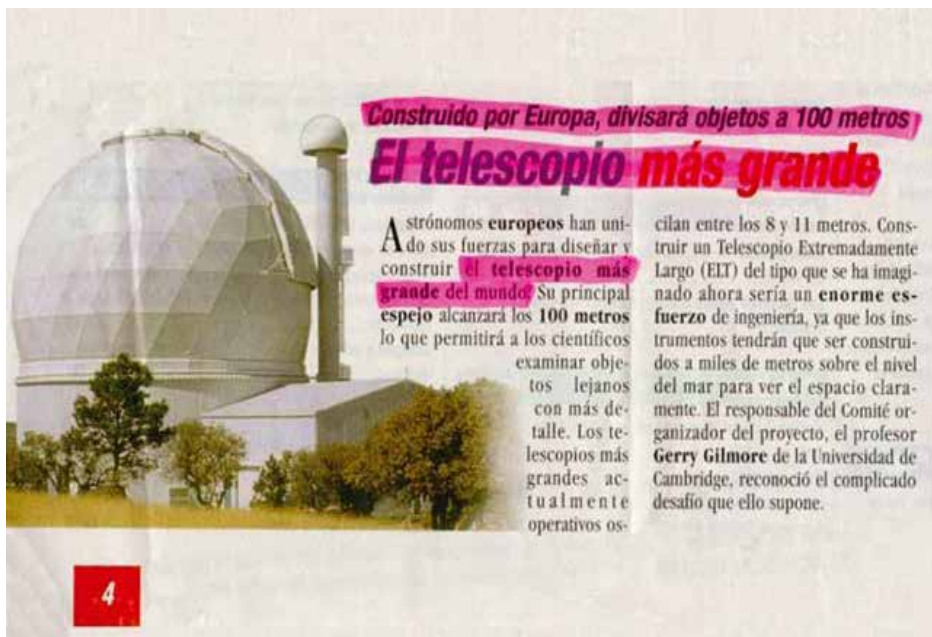 Construido por Europa, divisará objetos a 100 metros
El telescopio más grande
Astrónomos europeos han uni-
do sus fuerzas para diseñar y
construir el telescopio más
grande del mundo. Su principal
espejo alcanzará los 100 metros
lo que permitirá a los científicos
examinar obje-
tos lejanos
con más de-
talle. Los te-
lescopios más
grandes ac-
tualmente
operativos os-
cilan entre los 8 y 11 metros. Cons-
truir un Telescopio Extremadamente
Largo (ELT) del tipo que se ha imagi-
nado ahora sería un enorme es-
fuerzo de ingeniería, ya que los ins-
trumentos tendrán que ser construi-
dos a miles de metros sobre el nivel
del mar para ver el espacio clara-
mente. El responsable del Comité or-
ganizador del proyecto, el profesor
Gerry Gilmore de la Universidad de
Cambridge, reconoció el complicado
desafío que ello supone.
4